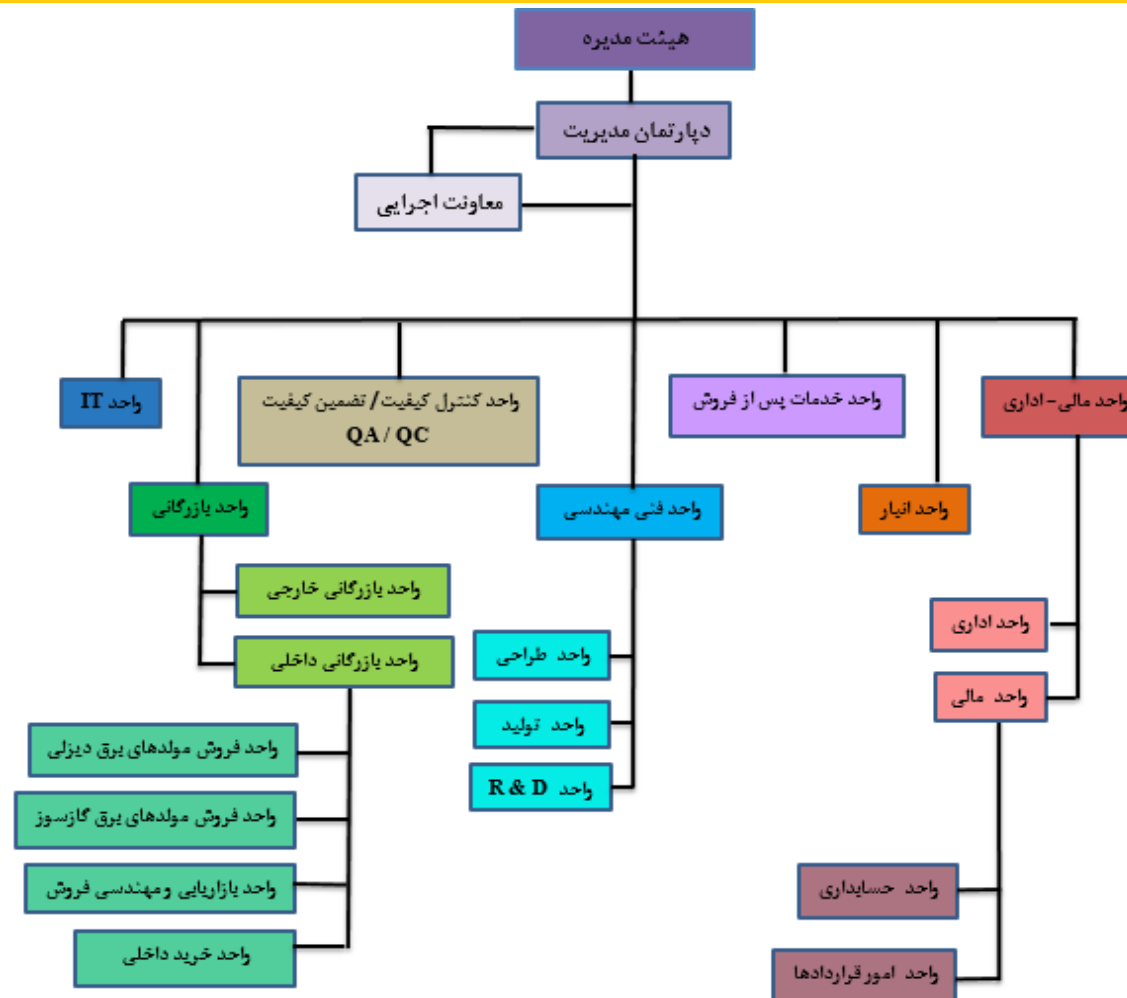 هیئت مدیره
دپارتمان مدیریت
معاونت اجرایی
واحد مالی - اداری
واحد خدمات پس از فروش
واحد کنترل کیفیت / تضمین کیفیت
QA / QC
واحد IT
واحد انبار
واحد فنی مهندسی
واحد بازرگانی
واحد بازرگانی خارجی
واحد بازرگانی داخلی
واحد اداری
واحد مالی
واحد طراحی
واحد تولید
واحد R & D
واحد فروش مولدهای برق دیزلی
واحد فروش مولدهای برق گازسوز
واحد بازاریابی و مهندسی فروش
واحد خرید داخلی
واحد حسابداری
واحد امور قراردادها